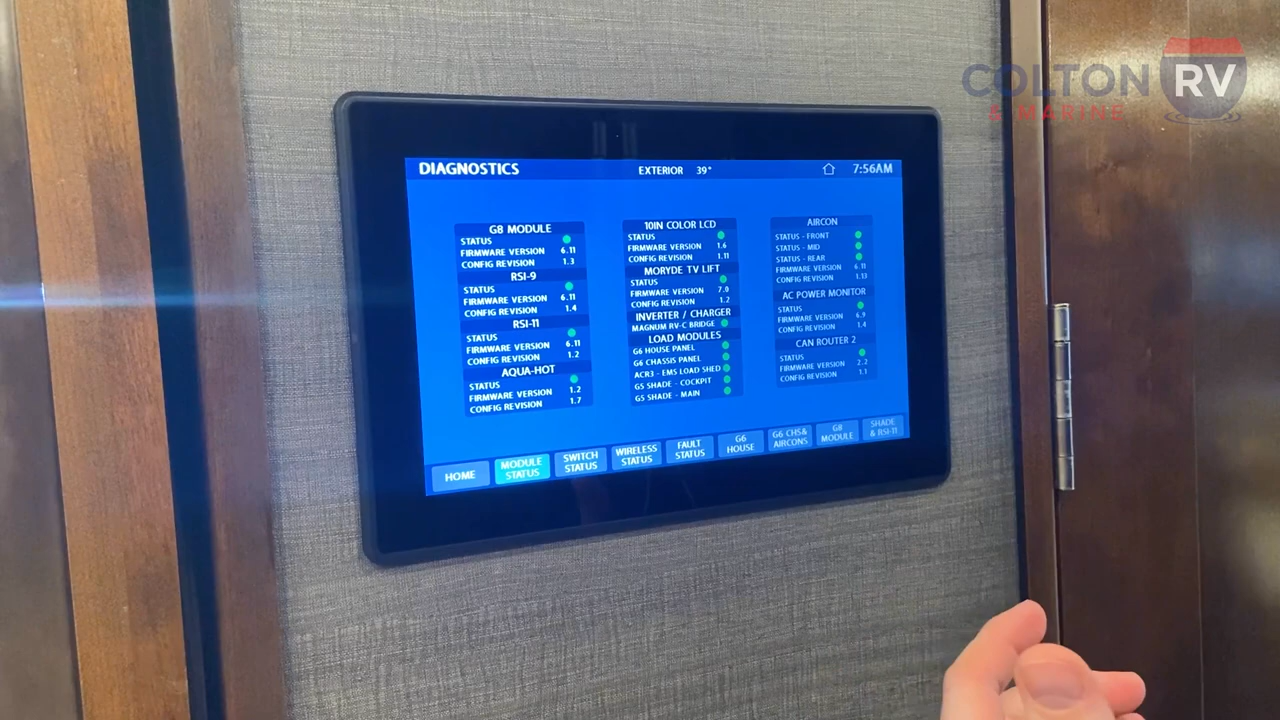 COLTON RV
& MARINE
DIAGNOSTICS EXTERIOR 39° 7:56AM
G8 MODULE
STATUS
FIRMWARE VERSION 6.11
CONFIG REVISION 1.3
RSI-9
STATUS
FIRMWARE VERSION 6.11
CONFIG REVISION 1.4
RSI-11
STATUS
FIRMWARE VERSION 6.11
CONFIG REVISION 1.2
AQUA-HOT
STATUS
FIRMWARE VERSION 1.2
CONFIG REVISION 1.7
10IN COLOR LCD
STATUS
FIRMWARE VERSION 1.6
CONFIG REVISION 1.11
MORYDE TV LIFT
STATUS
FIRMWARE VERSION 7.0
CONFIG REVISION 1.2
INVERTER / CHARGER
MAGNUM RV-C BRIDGE
LOAD MODULES
G6 HOUSE PANEL
G6 CHASSIS PANEL
ACR3 - EMS LOAD SHED
G5 SHADE - COCKPIT
G5 SHADE - MAIN
AIRCON
STATUS - FRONT
STATUS - MID
STATUS - REAR
FIRMWARE VERSION 6.11
CONFIG REVISION 1.13
AC POWER MONITOR
STATUS
FIRMWARE VERSION 6.9
CONFIG REVISION 1.4
CAN ROUTER 2
STATUS
FIRMWARE VERSION 2.2
CONFIG REVISION 1.1
HOME
MODULE
STATUS
SWITCH
STATUS
WIRELESS
STATUS
FAULT
STATUS
G6
HOUSE
G6 CHS&
AIRCONS
G8
MODULE
SHADE
& RSI-11